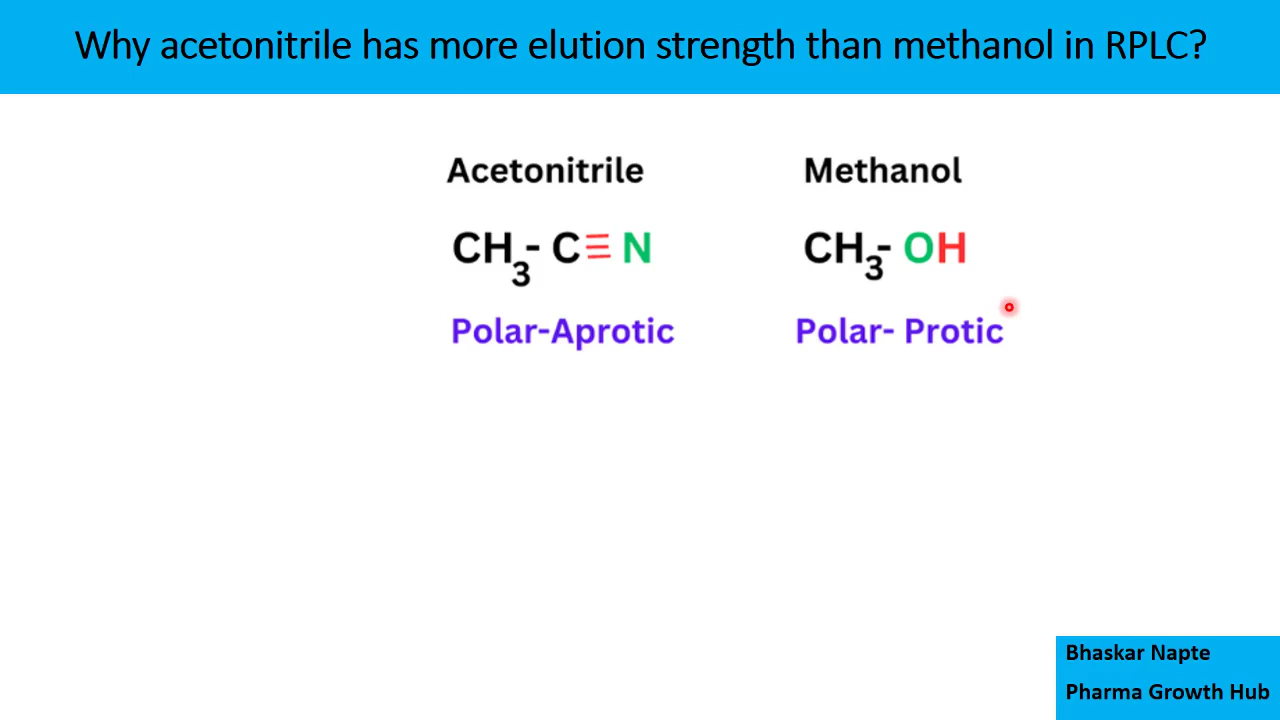 Why acetonitrile has more elution strength than methanol in RPLC?
Acetonitrile
Methanol
CH₃- C≡N
CH₃- OH
Polar-Aprotic
Polar- Protic
Bhaskar Napte
Pharma Growth Hub